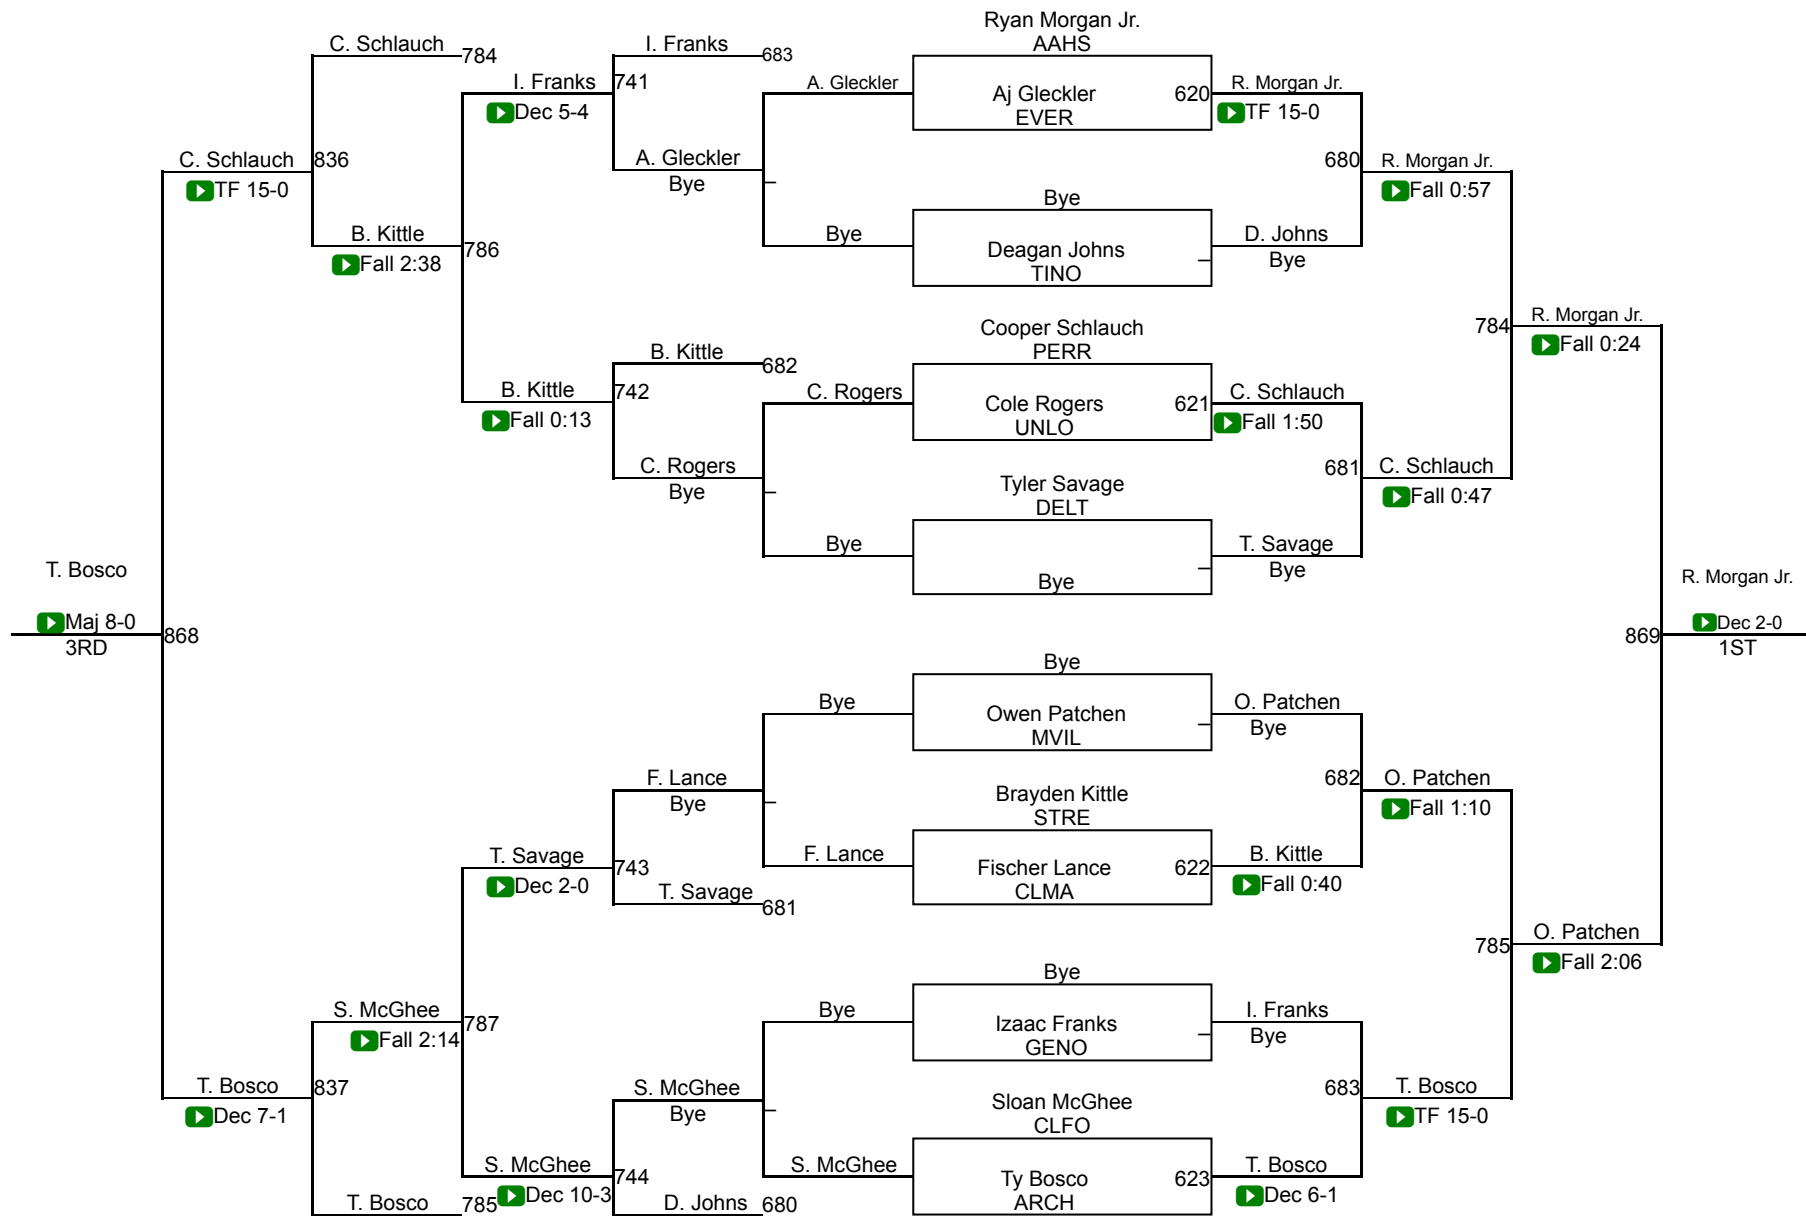 Ryan Morgan Jr.
C. Schlauch
784
I. Franks
683
AAHS
I. Franks
741
A. Gleckler
Aj Gleckler
620
R. Morgan Jr.
Dec 5-4
EVER
TF 15-0
C. Schlauch
836
A. Gleckler
680
R. Morgan Jr.
TF 15-0
Bye
Fall 0:57
Bye
B. Kittle
786
Bye
Deagan Johns
D. Johns
Fall 2:38
TINO
Bye
Cooper Schlauch
784
R. Morgan Jr.
B. Kittle
682
PERR
Fall 0:24
B. Kittle
742
C. Rogers
Cole Rogers
621
C. Schlauch
Fall 0:13
UNLO
Fall 1:50
C. Rogers
681
C. Schlauch
Bye
Tyler Savage
Fall 0:47
DELT
Bye
T. Savage
T. Bosco
Bye
Bye
R. Morgan Jr.
Maj 8-0
868
869
Dec 2-0
3RD
1ST
Bye
Bye
Owen Patchen
O. Patchen
MVIL
Bye
F. Lance
682
O. Patchen
Bye
Brayden Kittle
Fall 1:10
STRE
T. Savage
743
F. Lance
Fischer Lance
622
B. Kittle
Dec 2-0
T. Savage
681
CLMA
Fall 0:40
785
O. Patchen
Fall 2:06
Bye
S. McGhee
787
Bye
Izaac Franks
I. Franks
Fall 2:14
GENO
Bye
T. Bosco
837
S. McGhee
683
T. Bosco
Dec 7-1
Bye
Sloan McGhee
TF 15-0
CLFO
S. McGhee
744
S. McGhee
Ty Bosco
623
T. Bosco
T. Bosco
785
Dec 10-3
D. Johns
680
ARCH
Dec 6-1